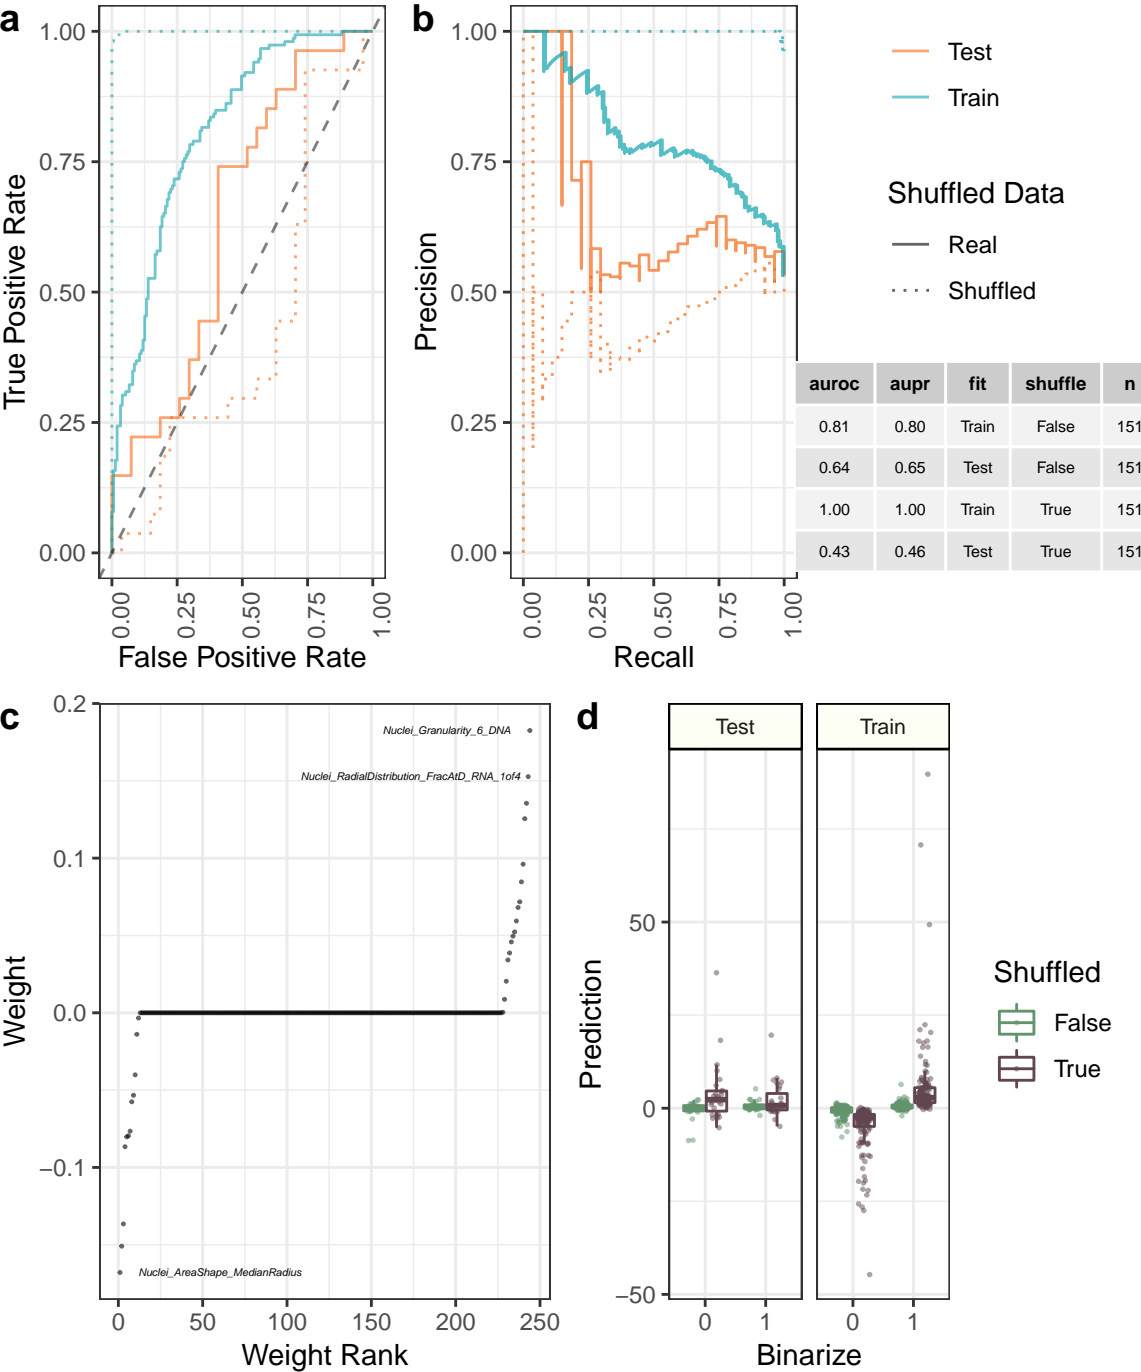 a
1.00
0.75
0.50
0.25
0.00
True Positive Rate
0.00
0.25
0.50
0.75
1.00
False Positive Rate
b
1.00
0.75
0.50
0.25
0.00
Precision
0.00
0.25
0.50
0.75
1.00
Recall
Test
Train
Shuffled Data
Real
Shuffled
auroc aupr fit shuffle n
0.81 0.80 Train False 151
0.64 0.65 Test False 151
1.00 1.00 Train True 151
0.43 0.46 Test True 151
c
0.2
0.1
0.0
−0.1
Weight
Nuclei_Granularity_6_DNA
Nuclei_RadialDistribution_FracAtD_RNA_1of4
Nuclei_AreaShape_MedianRadius
0 50 100 150 200 250
Weight Rank
d
Test Train
50
0
−50
Prediction
0 1 0 1
Binarize
Shuffled
False
True